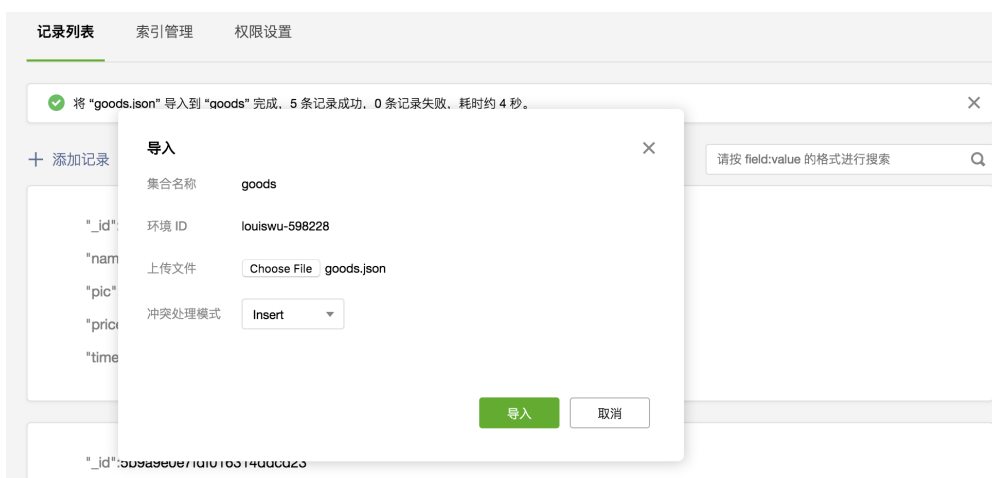 记录列表 索引管理 权限设置
将 “goods.json” 导入到 “goods” 完成，5 条记录成功，0 条记录失败，耗时约 4 秒。
添加记录
请按 field:value 的格式进行搜索
导入
集合名称 goods
环境 ID louiswu-598228
上传文件 Choose File goods.json
冲突处理模式 Insert
导入 取消
"_id":
"nam
"pic"
"price
"time
"_id":5b9a9e0e7fdf016314ddcd23